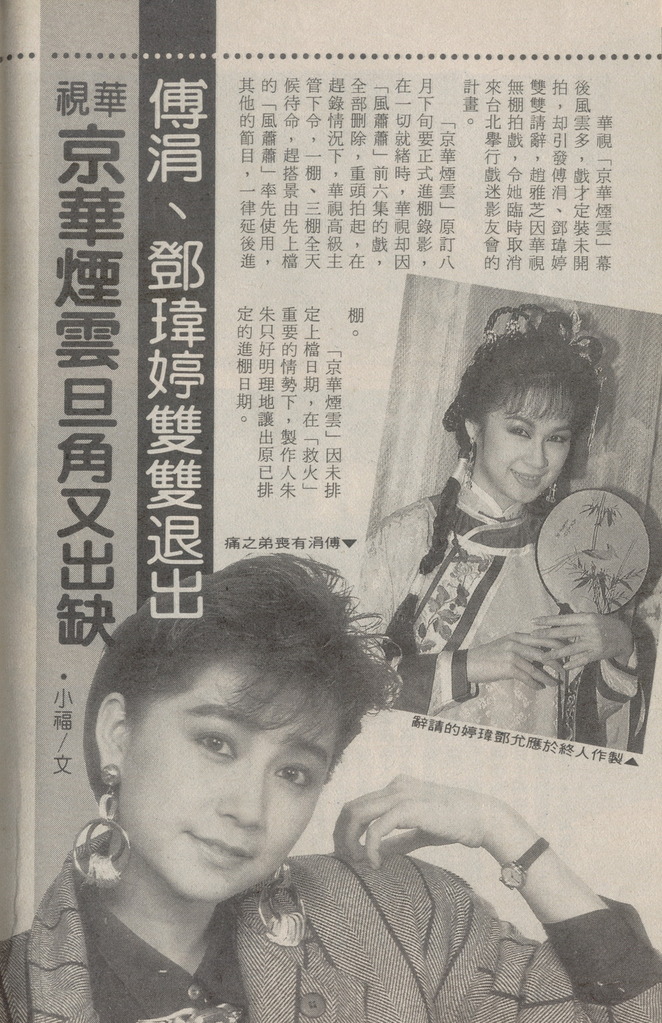 傅涓、鄧瑋婷雙雙退出
華視
京華煙雲旦角又出缺
·小福/文
華視「京華煙雲」幕
後風雲多,戲才定裝未開
拍,却引發傅涓、鄧瑋婷
雙雙請辭,趙雅芝因華視
無棚拍戲,令她臨時取消
來台北舉行戲迷影友會的
計畫。
「京華煙雲」原訂八
月下旬要正式進棚錄影,
在一切就緒時,華視却因
「風蕭蕭」前六集的戲,
全部刪除,重頭拍起,在
趕錄情況下,華視高級主
管下令,一棚、三棚全天
候待命,趕搭景由先上檔
的「風蕭蕭」率先使用,
其他的節目,一律延後進
棚。
「京華煙雲」因未排
定上檔日期,在「救火」
重要的情勢下,製作人朱
朱只好明理地讓出原已排
定的進棚日期。
▼傅涓有喪弟之痛
▲製作人終於應允鄧瑋婷的請辭